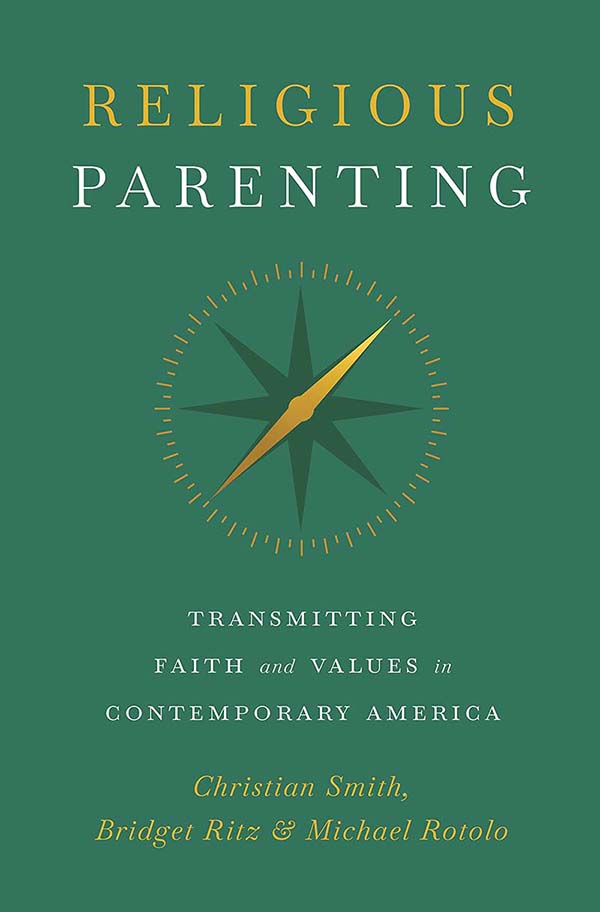 RELIGIOUS
PARENTING
TRANSMITTING
FAITH and VALUES in
CONTEMPORARY AMERICA
Christian Smith,
Bridget Ritz & Michael Rotolo